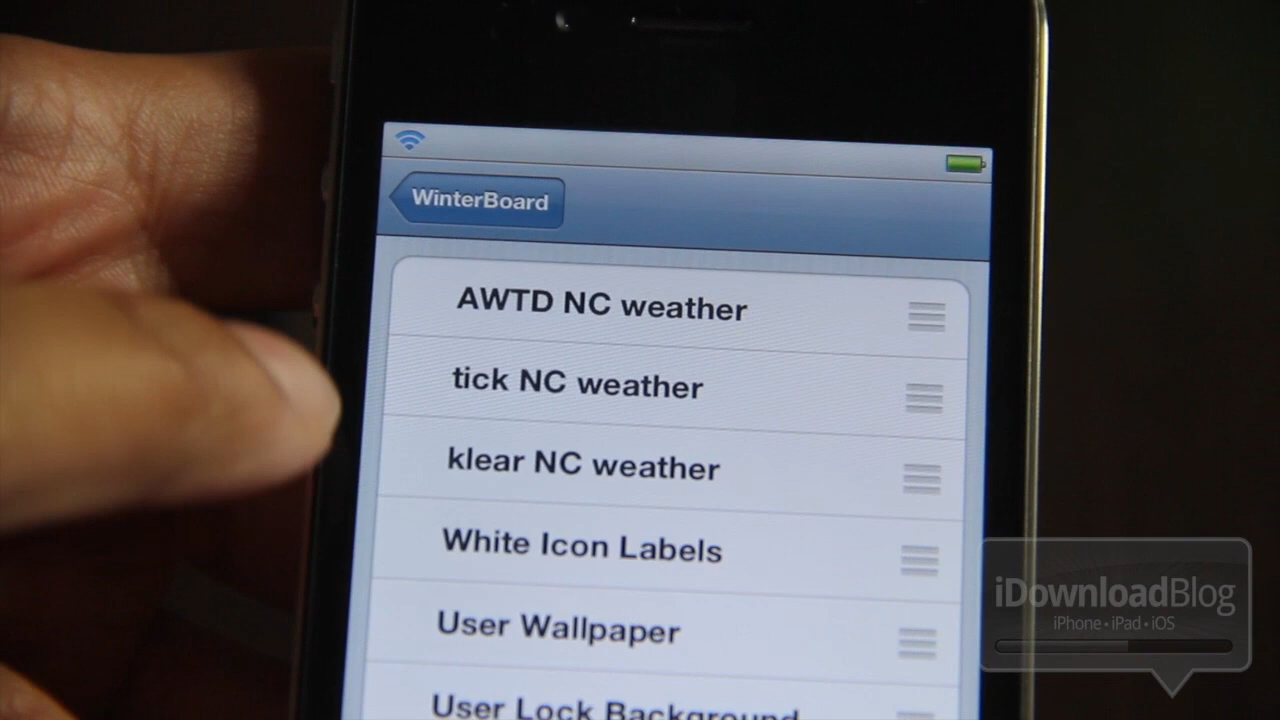 WinterBoard
AWTD NC weather
tick NC weather
klear NC weather
White Icon Labels
User Wallpaper
User Lock Background
iDownloadBlog
iPhone • iPad • iOS